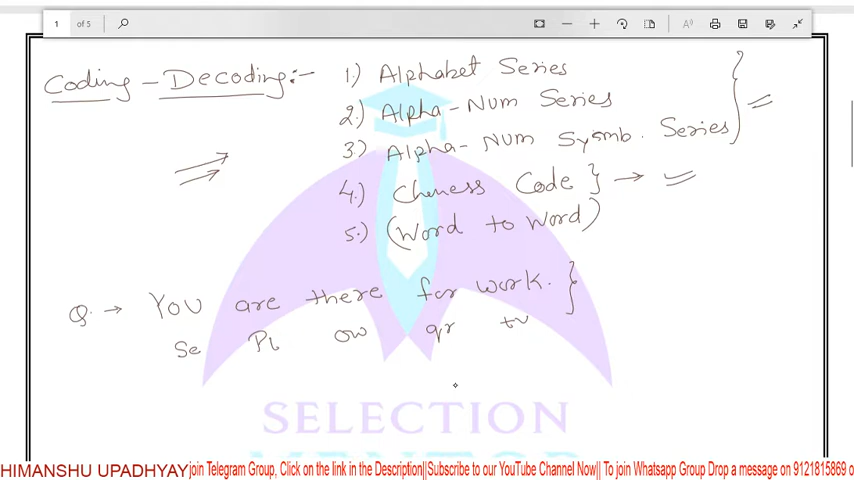 1 of 5
Coding - Decoding :-
1.) Alphabet Series
2.) Alpha - Num Series
3.) Alpha - Num Symb. Series
4.) Chiness Code } → =
5.) (Word to Word)
Q. → You are there for work. }
Se Pl ow qr tv
SELECTION
HIMANSHU UPADHYAY join Telegram Group, Click on the link in the Description||Subscribe to our YouTube Channel Now|| To join Whatsapp Group Drop a message on 9121815869 o